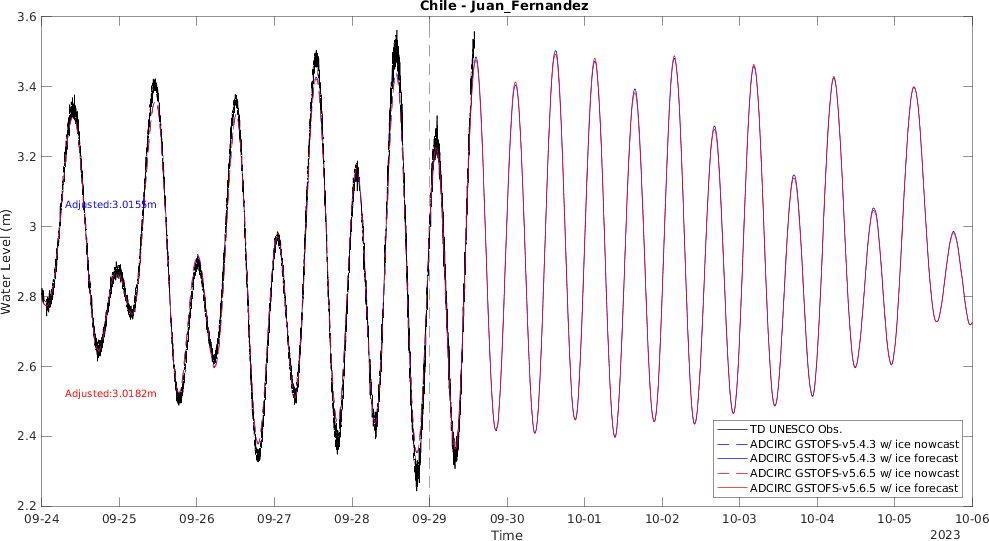 Chile - Juan_Fernandez
3.6
3.4
3.2
3
2.8
2.6
2.4
2.2
Water Level (m)
Adjusted:3.0155m
Adjusted:3.0182m
TD UNESCO Obs.
ADCIRC GSTOFS-v5.4.3 w/ ice nowcast
ADCIRC GSTOFS-v5.4.3 w/ ice forecast
ADCIRC GSTOFS-v5.6.5 w/ ice nowcast
ADCIRC GSTOFS-v5.6.5 w/ ice forecast
09-24 09-25 09-26 09-27 09-28 09-29 09-30 10-01 10-02 10-03 10-04 10-05 10-06
Time
2023